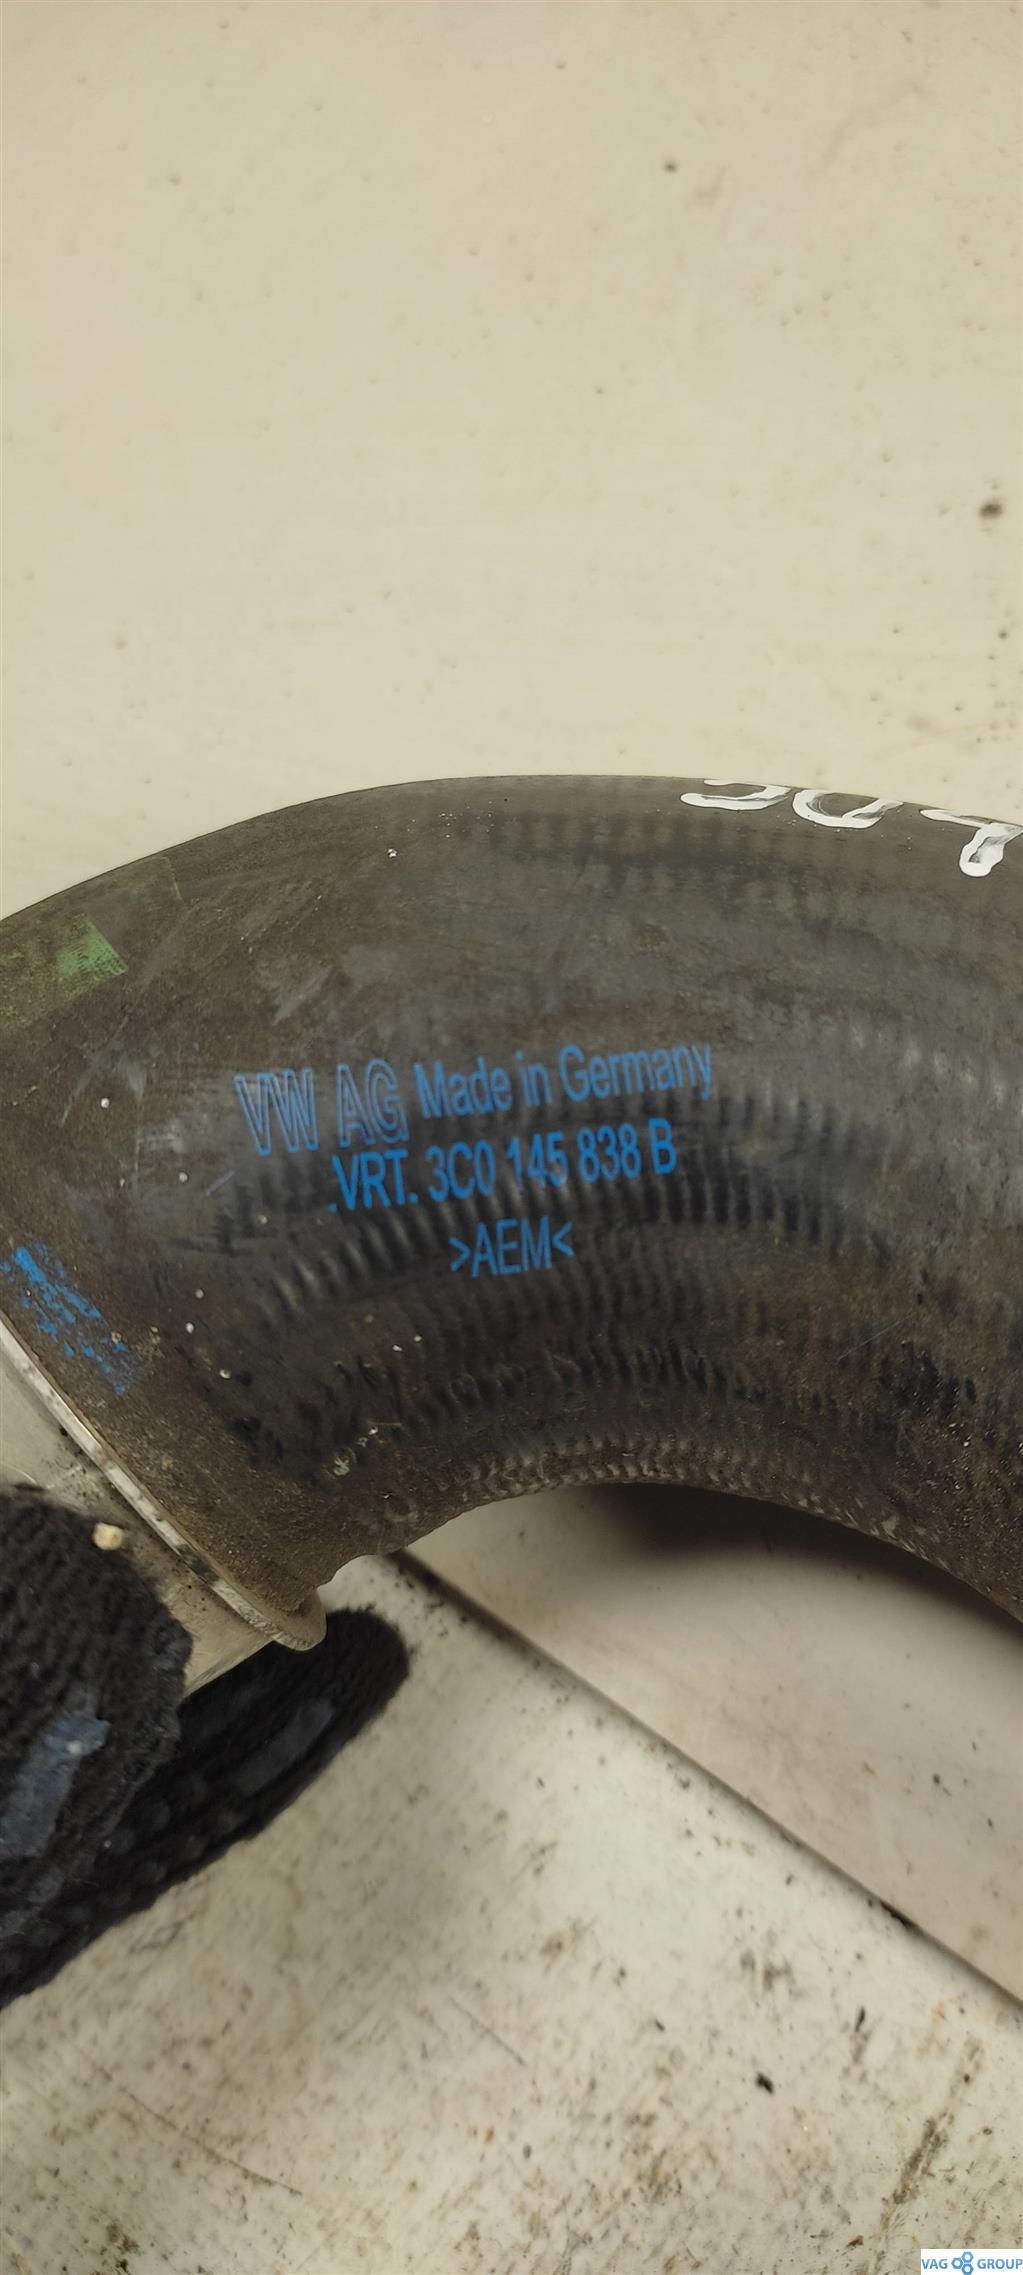 VW AG Made in Germany
.VRT. 3C0 145 838 B
>AEM<
VAG GROUP